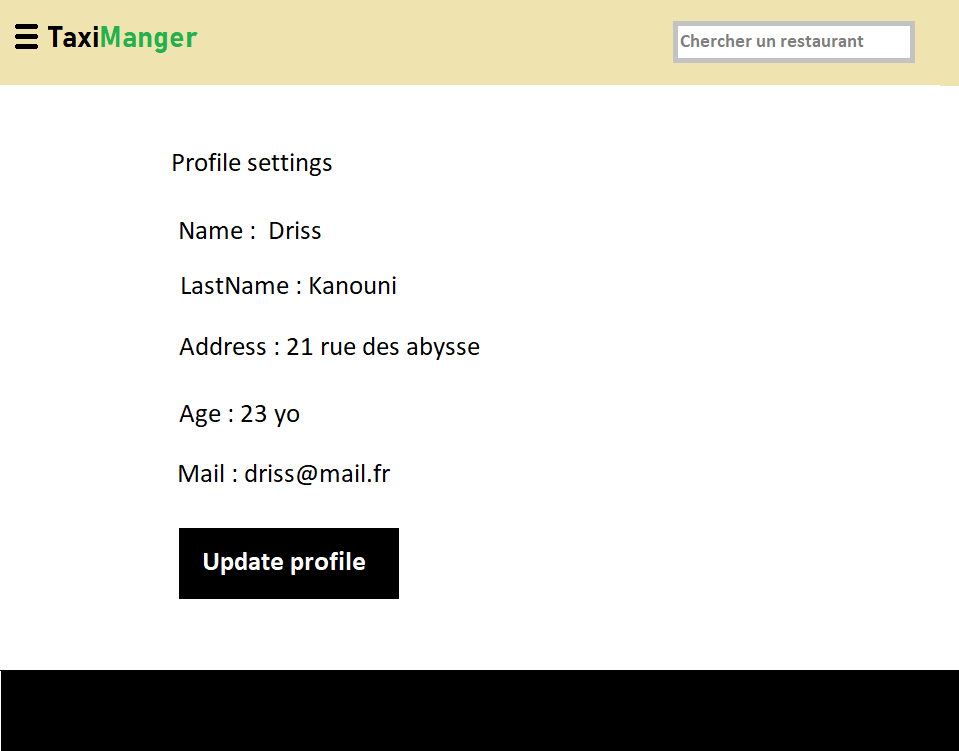 TaxiManger
Chercher un restaurant
Profile settings
Name : Driss
LastName : Kanouni
Address : 21 rue des abysse
Age : 23 yo
Mail : driss@mail.fr
Update profile